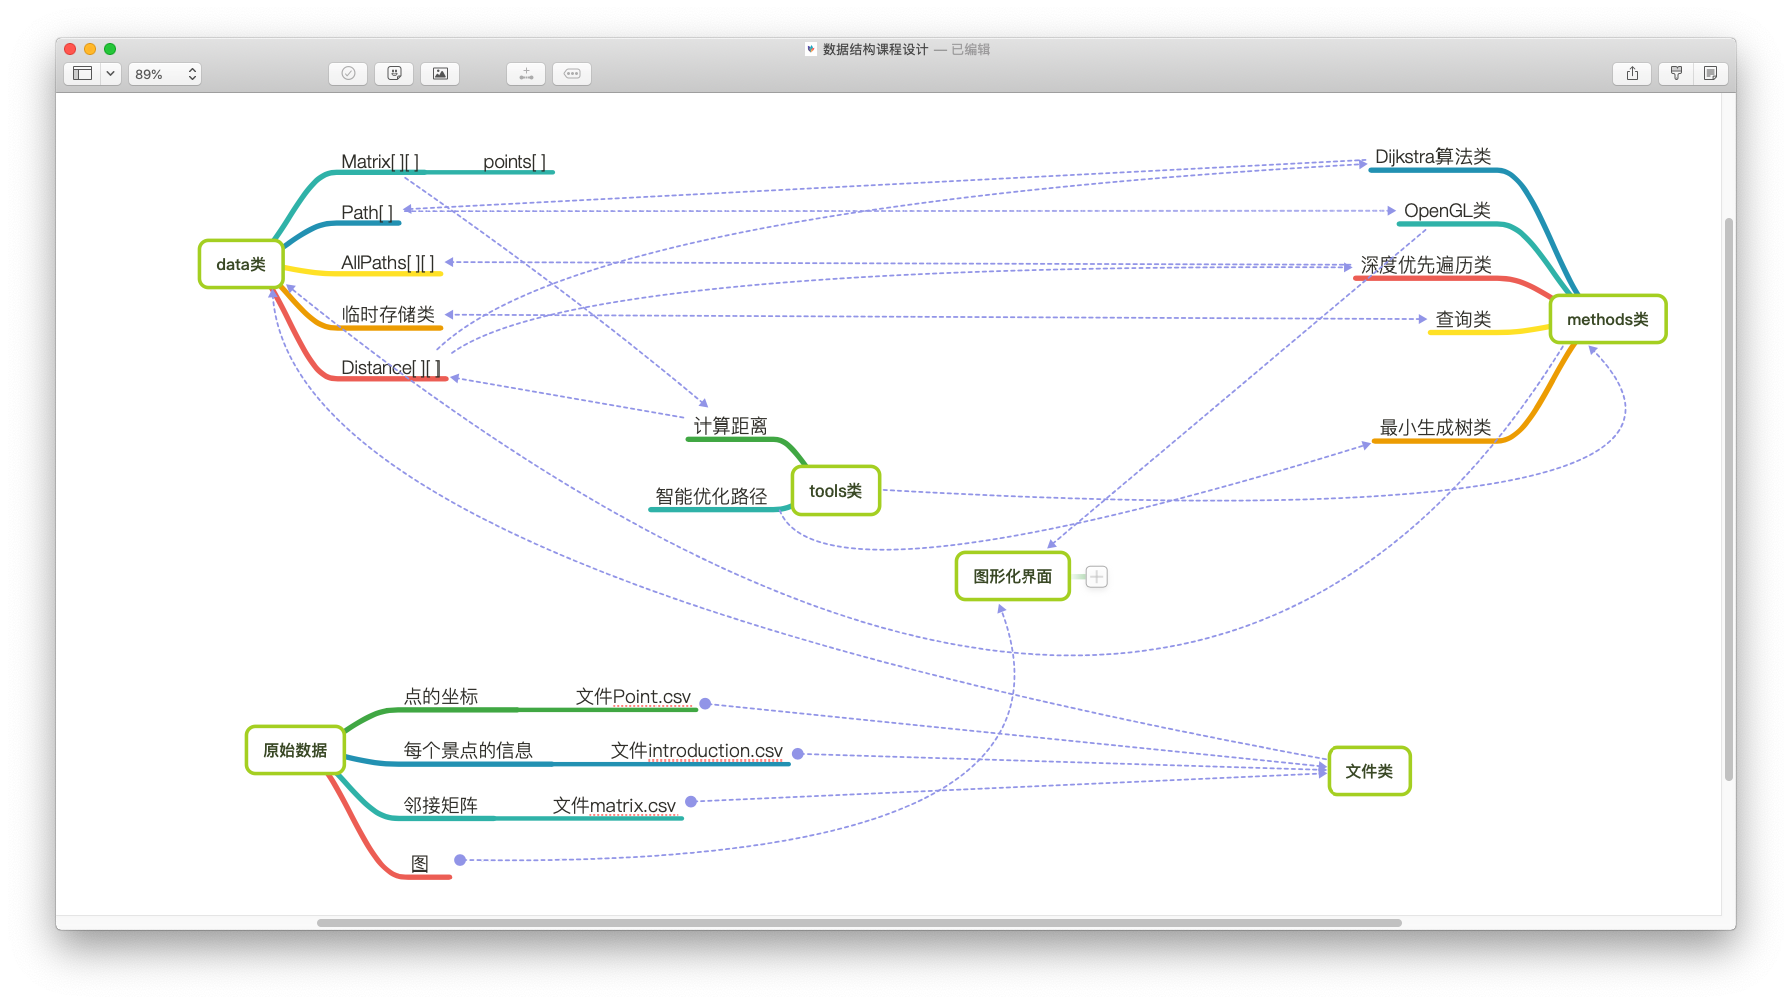 数据结构课程设计 — 已编辑
89%
Matrix[ ][ ]
points[ ]
Path[ ]
data类
AllPaths[ ][ ]
临时存储类
Distance[ ][ ]
Dijkstra算法类
OpenGL类
深度优先遍历类
methods类
查询类
最小生成树类
计算距离
tools类
智能优化路径
图形化界面
点的坐标
文件Point.csv
原始数据
每个景点的信息
文件introduction.csv
邻接矩阵
文件matrix.csv
图
文件类